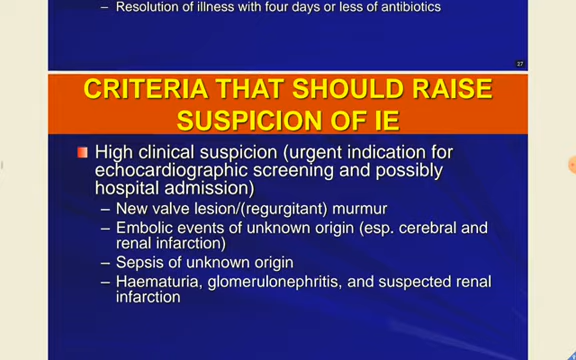 – Resolution of illness with four days or less of antibiotics
27
CRITERIA THAT SHOULD RAISE
SUSPICION OF IE
High clinical suspicion (urgent indication for
echocardiographic screening and possibly
hospital admission)
– New valve lesion/(regurgitant) murmur
– Embolic events of unknown origin (esp. cerebral and
renal infarction)
– Sepsis of unknown origin
– Haematuria, glomerulonephritis, and suspected renal
infarction